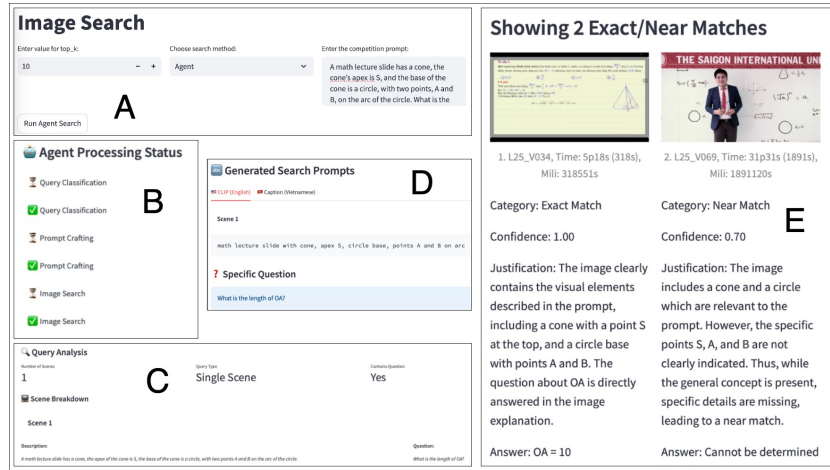 Image Search
Enter value for top_k:
10
- +
Choose search method:
Agent
Enter the competition prompt:
A math lecture slide has a cone, the
cone's apex is S, and the base of the
cone is a circle, with two points, A and
B, on the arc of the circle. What is the
Run Agent Search
A
Agent Processing Status
Query Classification
Query Classification
Prompt Crafting
Prompt Crafting
Image Search
Image Search
B
Generated Search Prompts
CLIP (English) Caption (Vietnamese)
Scene 1
math lecture slide with cone, apex S, circle base, points A and B on arc
Specific Question
What is the length of OA?
D
Query Analysis
Number of Scenes
1
Query Type
Single Scene
Contains Question
Yes
Scene Breakdown
Scene 1
Description:
A math lecture slide has a cone, the apex of the cone is S, the base of the cone is a circle, with two points A and B on the arc of the circle.
Question:
What is the length of OA?
C
Showing 2 Exact/Near Matches
THE SAIGON INTERNATIONAL UNI
1. L25_V034, Time: 5p18s (318s),
Mili: 318551s
Category: Exact Match
Confidence: 1.00
Justification: The image clearly
contains the visual elements
described in the prompt,
including a cone with a point S
at the top, and a circle base
with points A and B. The
question about OA is directly
answered in the image
explanation.
Answer: OA = 10
2. L25_V069, Time: 31p31s (1891s),
Mili: 1891120s
Category: Near Match
Confidence: 0.70
Justification: The image
includes a cone and a circle
which are relevant to the
prompt. However, the specific
points S, A, and B are not
clearly indicated. Thus, while
the general concept is present,
specific details are missing,
leading to a near match.
Answer: Cannot be determined
E